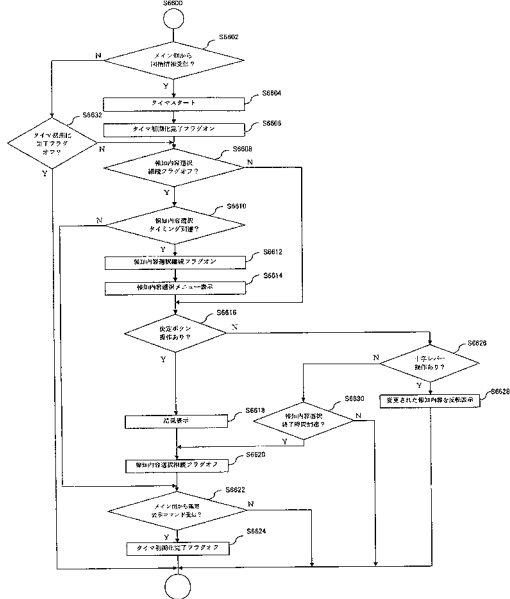 S6600
S6602
メイン側から
開始情報受信?
N
Y
S6604
タイマスタート
S6632
タイマ初期化
完了フラグ
オフ?
N
Y
S6606
タイマ初期化完了フラグオン
S6608
報知内容選択
継続フラグオフ?
N
Y
S6610
報知内容選択
タイミング到達?
N
Y
S6612
報知内容選択継続フラグオン
S6614
報知内容選択メニュー表示
S6616
決定ボタン
操作あり?
N
Y
S6626
十字レバー
操作あり?
N
Y
S6628
変更された報知内容を反転表示
S6630
報知内容選択
終了時間到達?
N
Y
S6618
結果表示
S6620
報知内容選択継続フラグオフ
S6622
メイン側から確定
表示コマンド受信?
N
Y
S6624
タイマ初期化完了フラグオフ